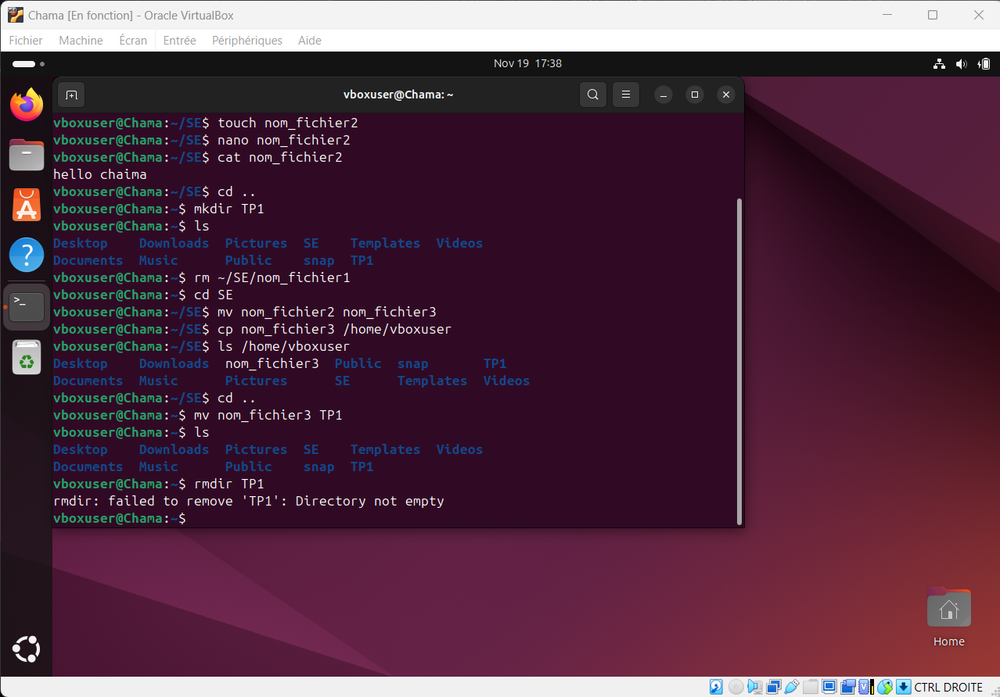 Chama [En fonction] - Oracle VirtualBox
Fichier Machine Écran Entrée Périphériques Aide
Nov 19 17:38
vboxuser@Chama: ~
vboxuser@Chama:~/SE$ touch nom_fichier2
vboxuser@Chama:~/SE$ nano nom_fichier2
vboxuser@Chama:~/SE$ cat nom_fichier2
hello chaima
vboxuser@Chama:~/SE$ cd ..
vboxuser@Chama:~$ mkdir TP1
vboxuser@Chama:~$ ls
Desktop Downloads Pictures SE Templates Videos
Documents Music Public snap TP1
vboxuser@Chama:~$ rm ~/SE/nom_fichier1
vboxuser@Chama:~$ cd SE
vboxuser@Chama:~/SE$ mv nom_fichier2 nom_fichier3
vboxuser@Chama:~/SE$ cp nom_fichier3 /home/vboxuser
vboxuser@Chama:~/SE$ ls /home/vboxuser
Desktop Downloads nom_fichier3 Public snap TP1
Documents Music Pictures SE Templates Videos
vboxuser@Chama:~/SE$ cd ..
vboxuser@Chama:~$ mv nom_fichier3 TP1
vboxuser@Chama:~$ ls
Desktop Downloads Pictures SE Templates Videos
Documents Music Public snap TP1
vboxuser@Chama:~$ rmdir TP1
rmdir: failed to remove 'TP1': Directory not empty
vboxuser@Chama:~$
Home
CTRL DROITE